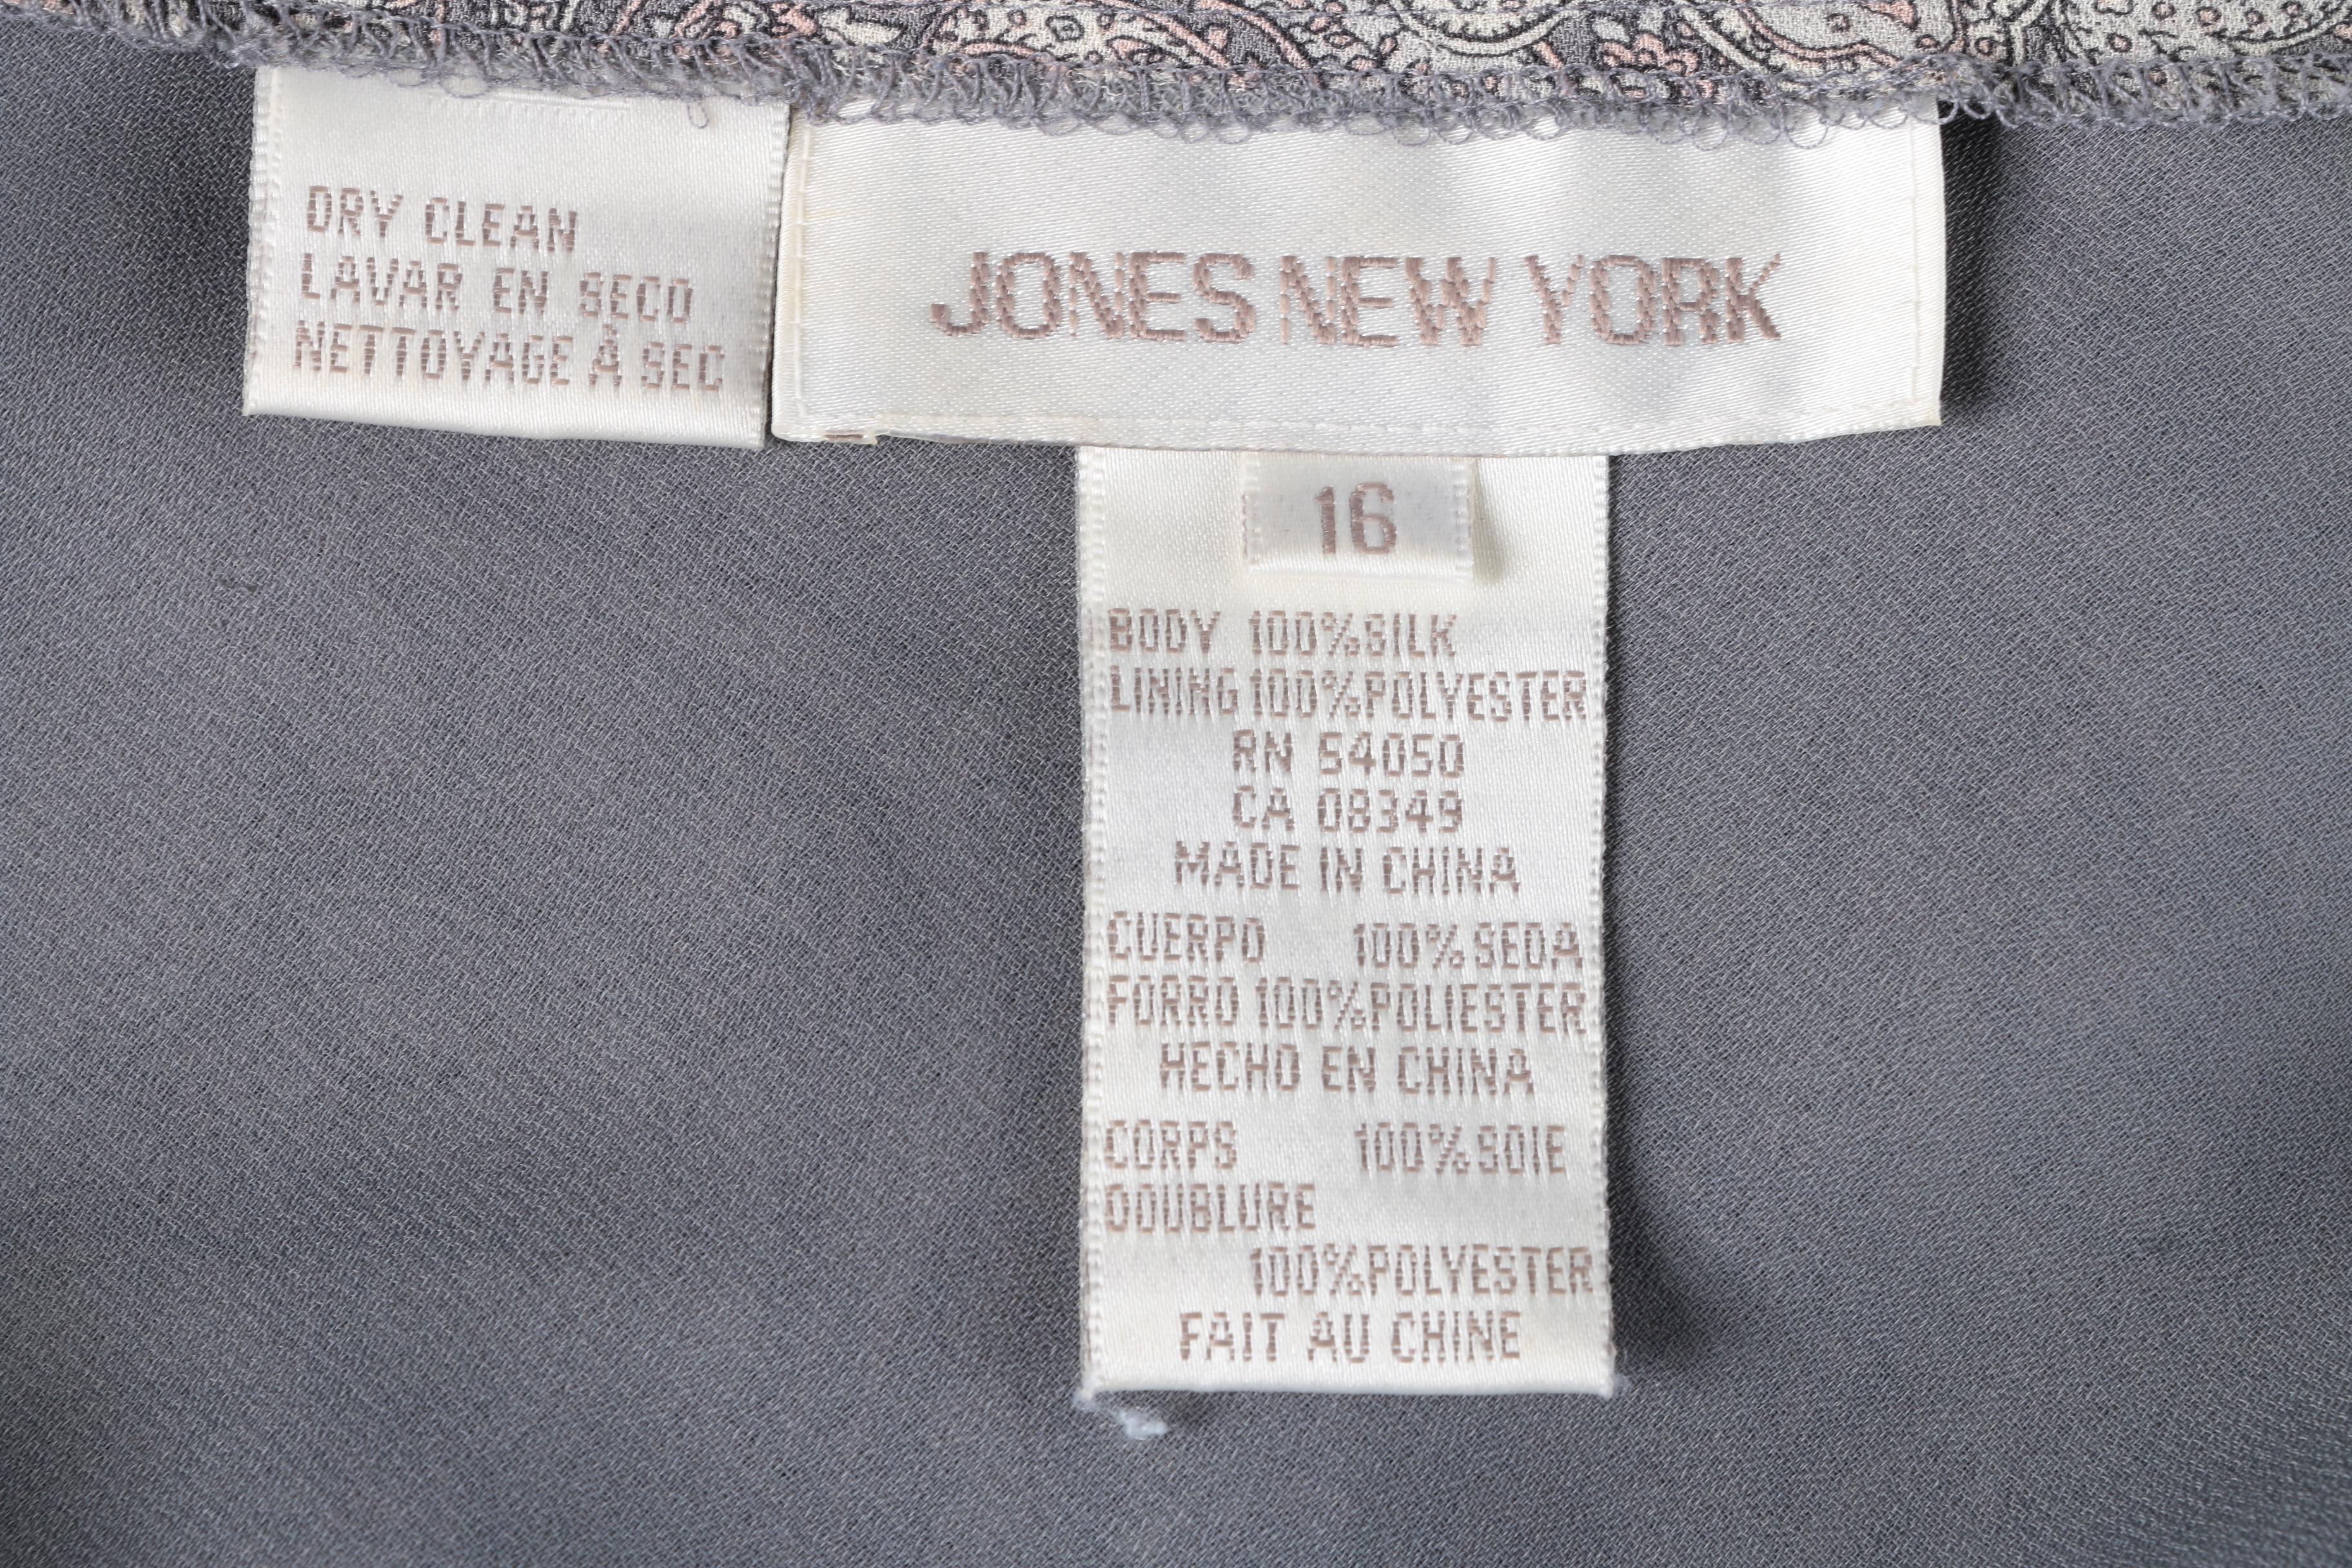 DRY CLEAN
LAVAR EN SECO
NETTOYAGE À SEC
JONES NEW YORK
16
BODY 100% SILK
LINING 100% POLYESTER
RN 54050
CA 08349
MADE IN CHINA
CUERPO 100% SEDA
FORRO 100% POLIESTER
HECHO EN CHINA
CORPS 100% SOIE
DOUBLURE
100% POLYESTER
FAIT AU CHINE